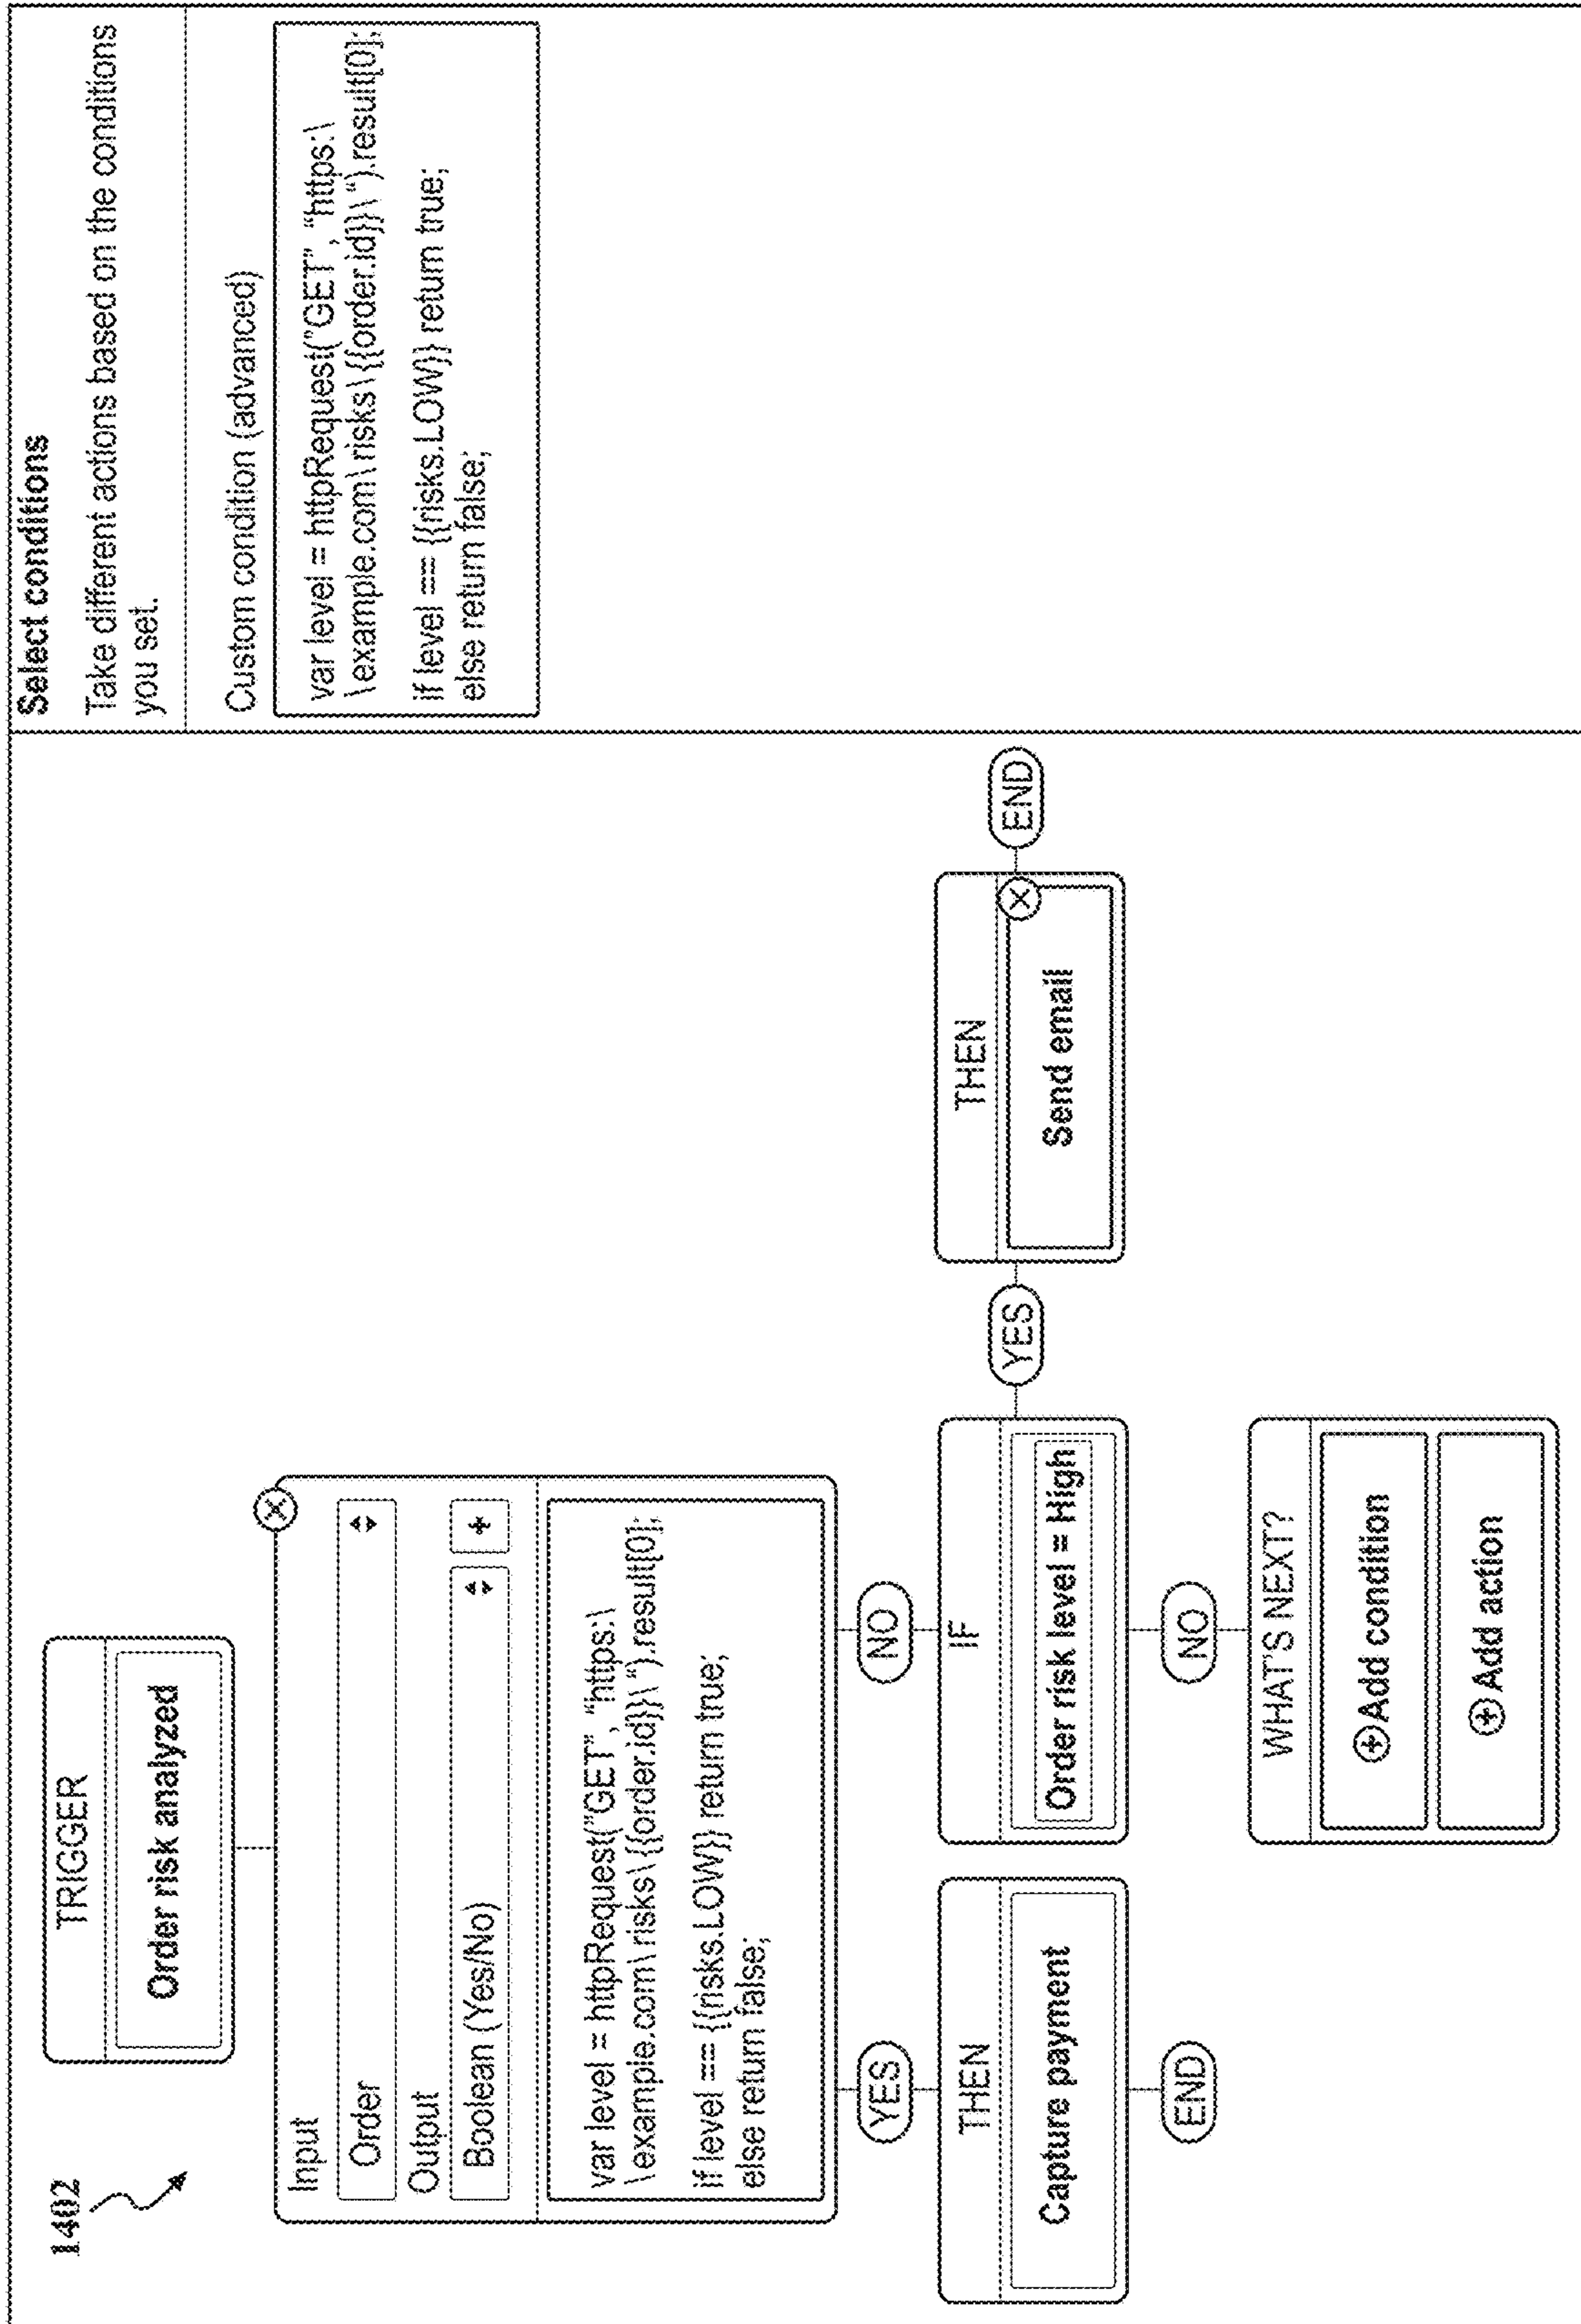 1402
TRIGGER
Order risk analyzed
Input
Order
Output
Boolean (Yes/No)
+
var level = httpRequest("GET", "https:\
\example.com\risks\{{order.id}}\").result[0];
if level == {{risks.LOW}} return true;
else return false;
YES
NO
THEN
Capture payment
END
IF
Order risk level = High
YES
THEN
Send email
END
NO
WHAT'S NEXT?
+ Add condition
+ Add action
Select conditions
Take different actions based on the conditions
you set.
Custom condition (advanced)
var level = httpRequest("GET", "https:\
\example.com\risks\{{order.id}}\").result[0];
if level == {{risks.LOW}} return true;
else return false;